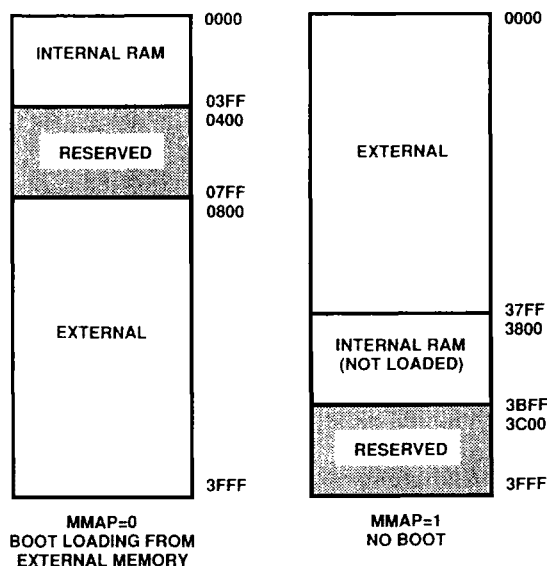 0000
INTERNAL RAM
03FF
0400
RESERVED
07FF
0800
EXTERNAL
3FFF
MMAP=0
BOOT LOADING FROM
EXTERNAL MEMORY
0000
EXTERNAL
37FF
3800
INTERNAL RAM
(NOT LOADED)
3BFF
3C00
RESERVED
3FFF
MMAP=1
NO BOOT